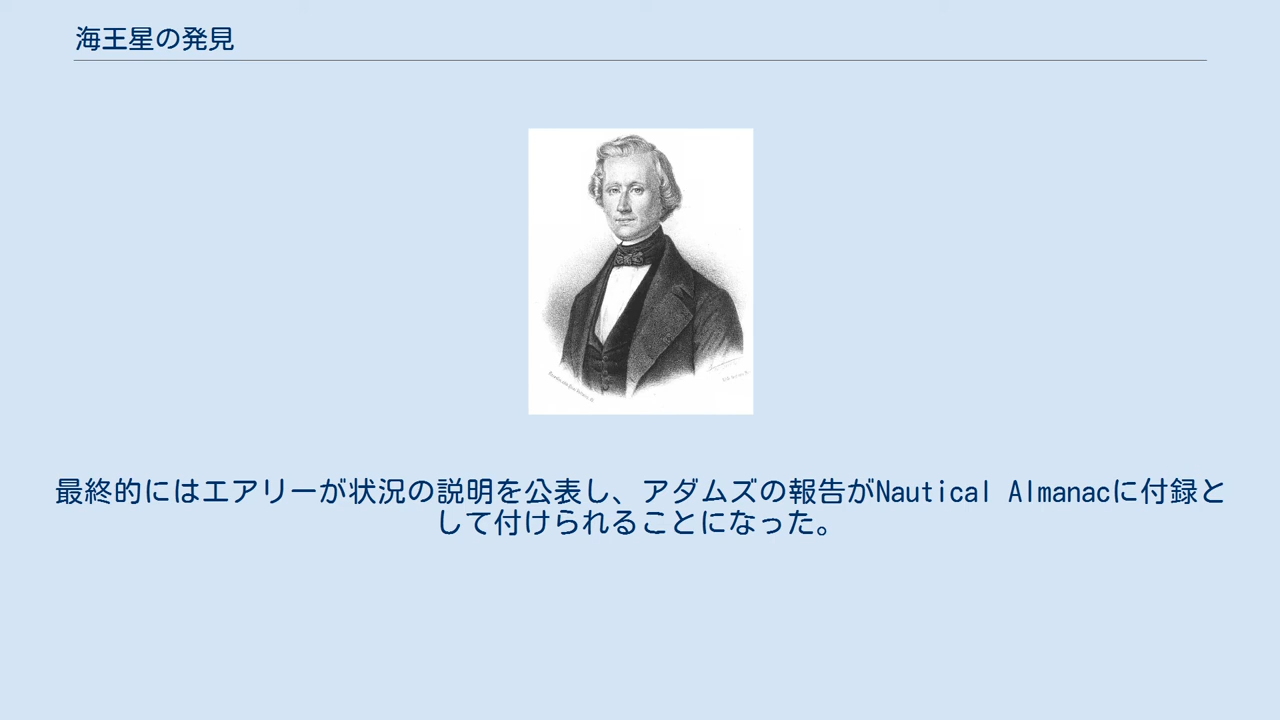 海王星の発見
最終的にはエアリーが状況の説明を公表し、アダムズの報告がNautical Almanacに付録と
して付けられることになった。